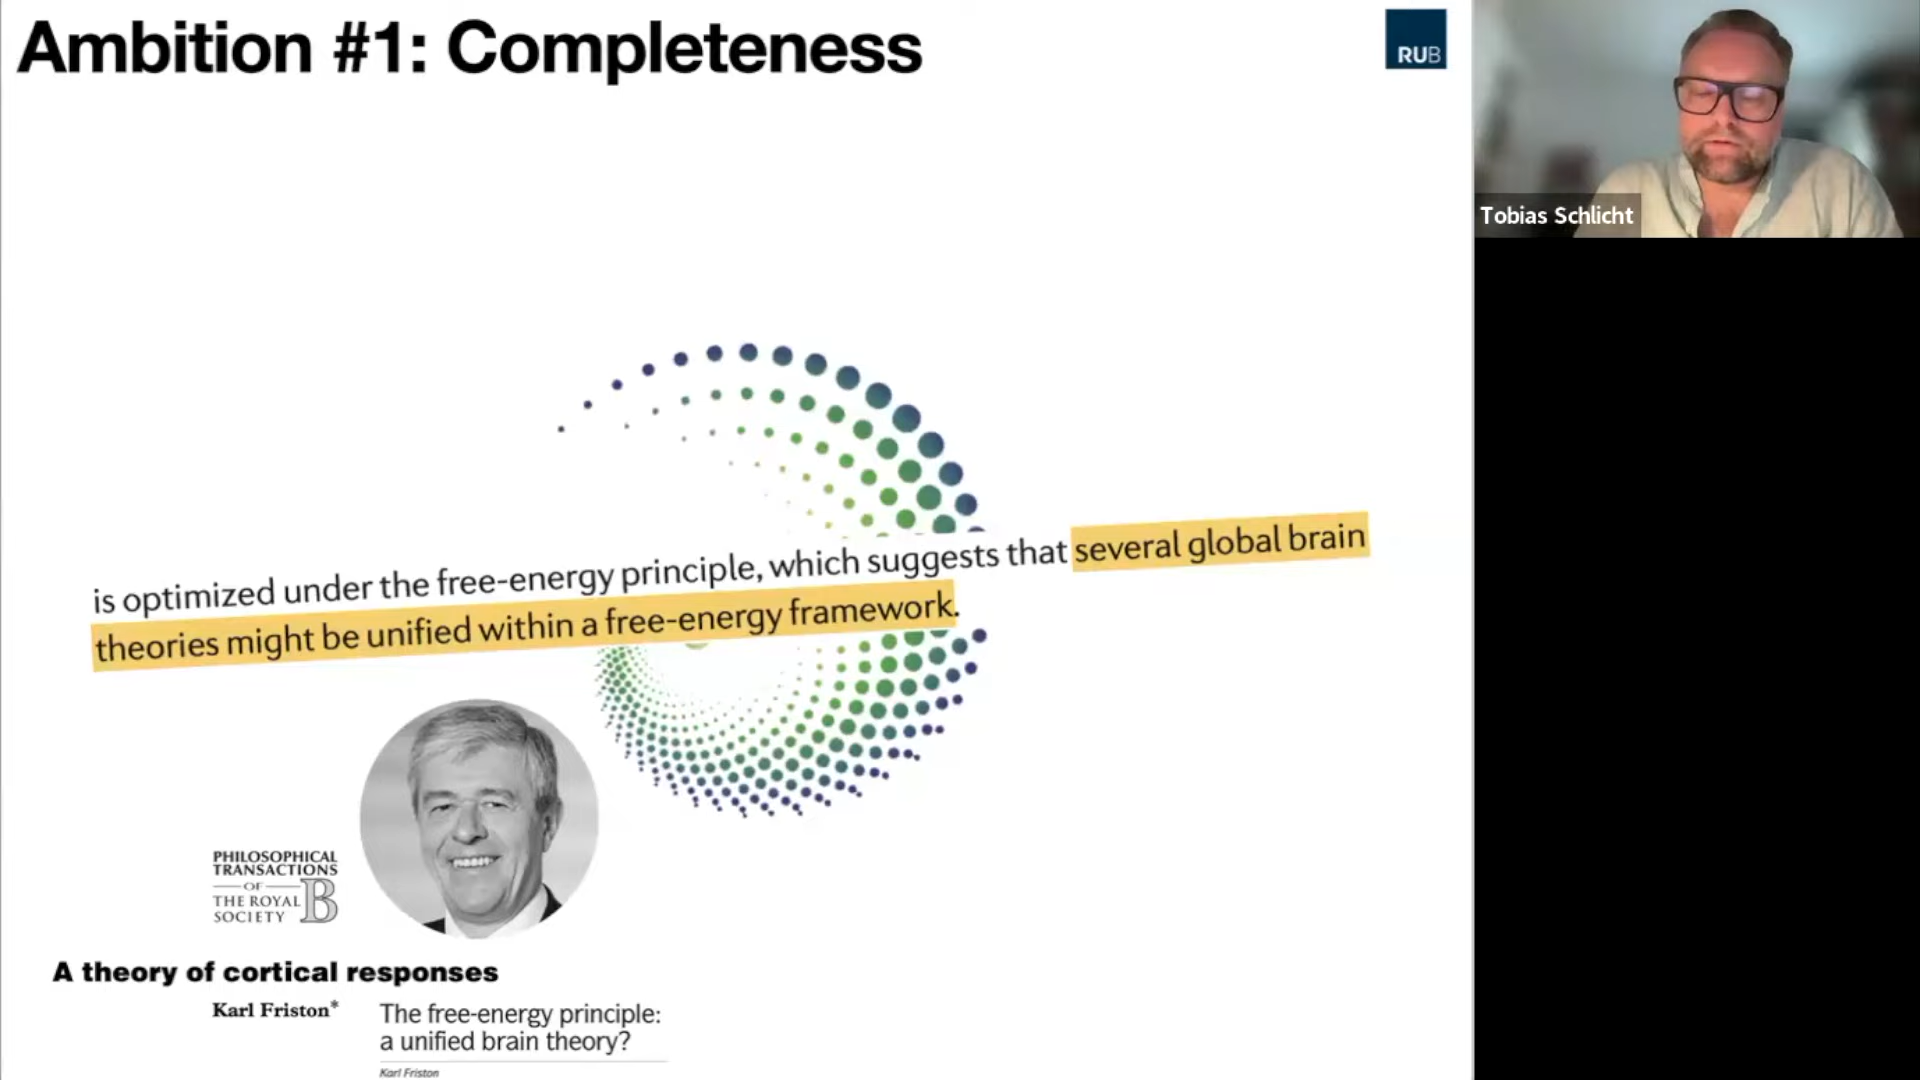 Ambition #1: Completeness
RUB
Tobias Schlicht
is optimized under the free-energy principle, which suggests that several global brain
theories might be unified within a free-energy framework.
PHILOSOPHICAL
TRANSACTIONS
OF
THE ROYAL
SOCIETY
B
A theory of cortical responses
Karl Friston*
The free-energy principle:
a unified brain theory?
Karl Friston